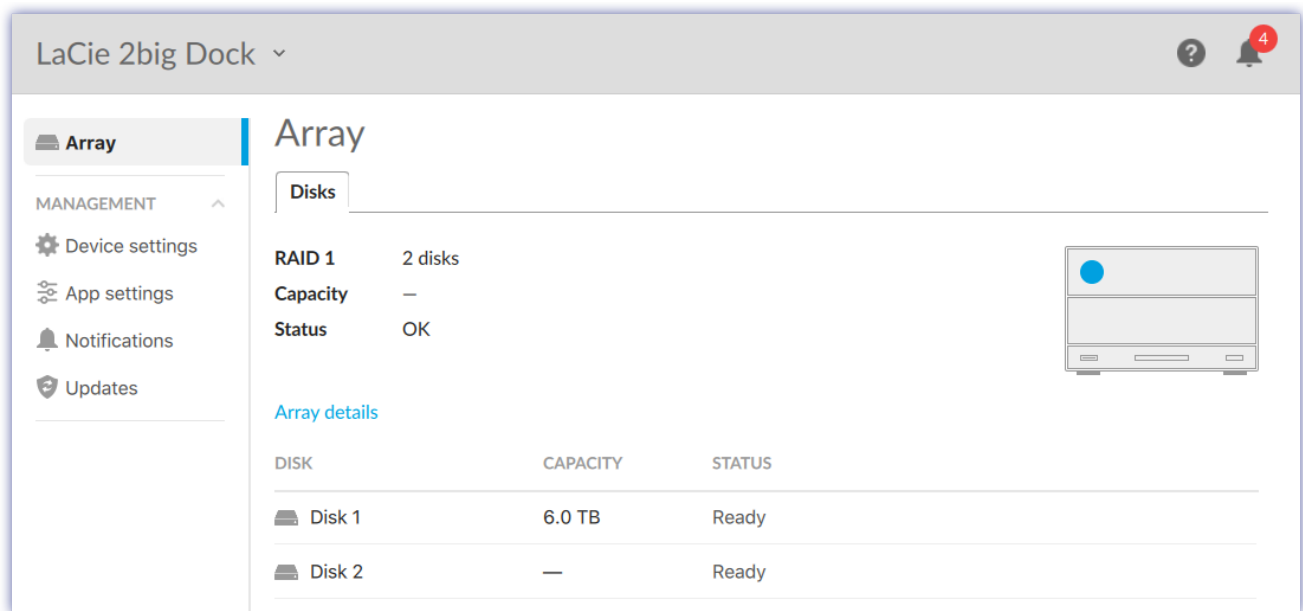 LaCie 2big Dock
4
Array
MANAGEMENT
Device settings
App settings
Notifications
Updates
Array
Disks
RAID 1 2 disks
Capacity —
Status OK
Array details
DISK CAPACITY STATUS
Disk 1 6.0 TB Ready
Disk 2 — Ready